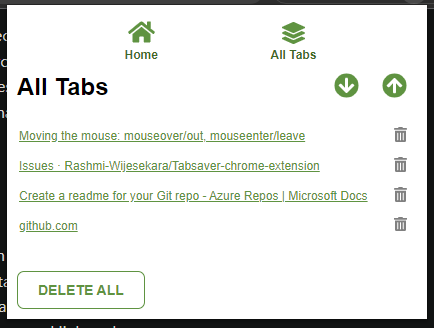 Home
All Tabs
All Tabs
Moving the mouse: mouseover/out, mouseenter/leave
Issues · Rashmi-Wijesekara/Tabsaver-chrome-extension
Create a readme for your Git repo - Azure Repos | Microsoft Docs
github.com
DELETE ALL